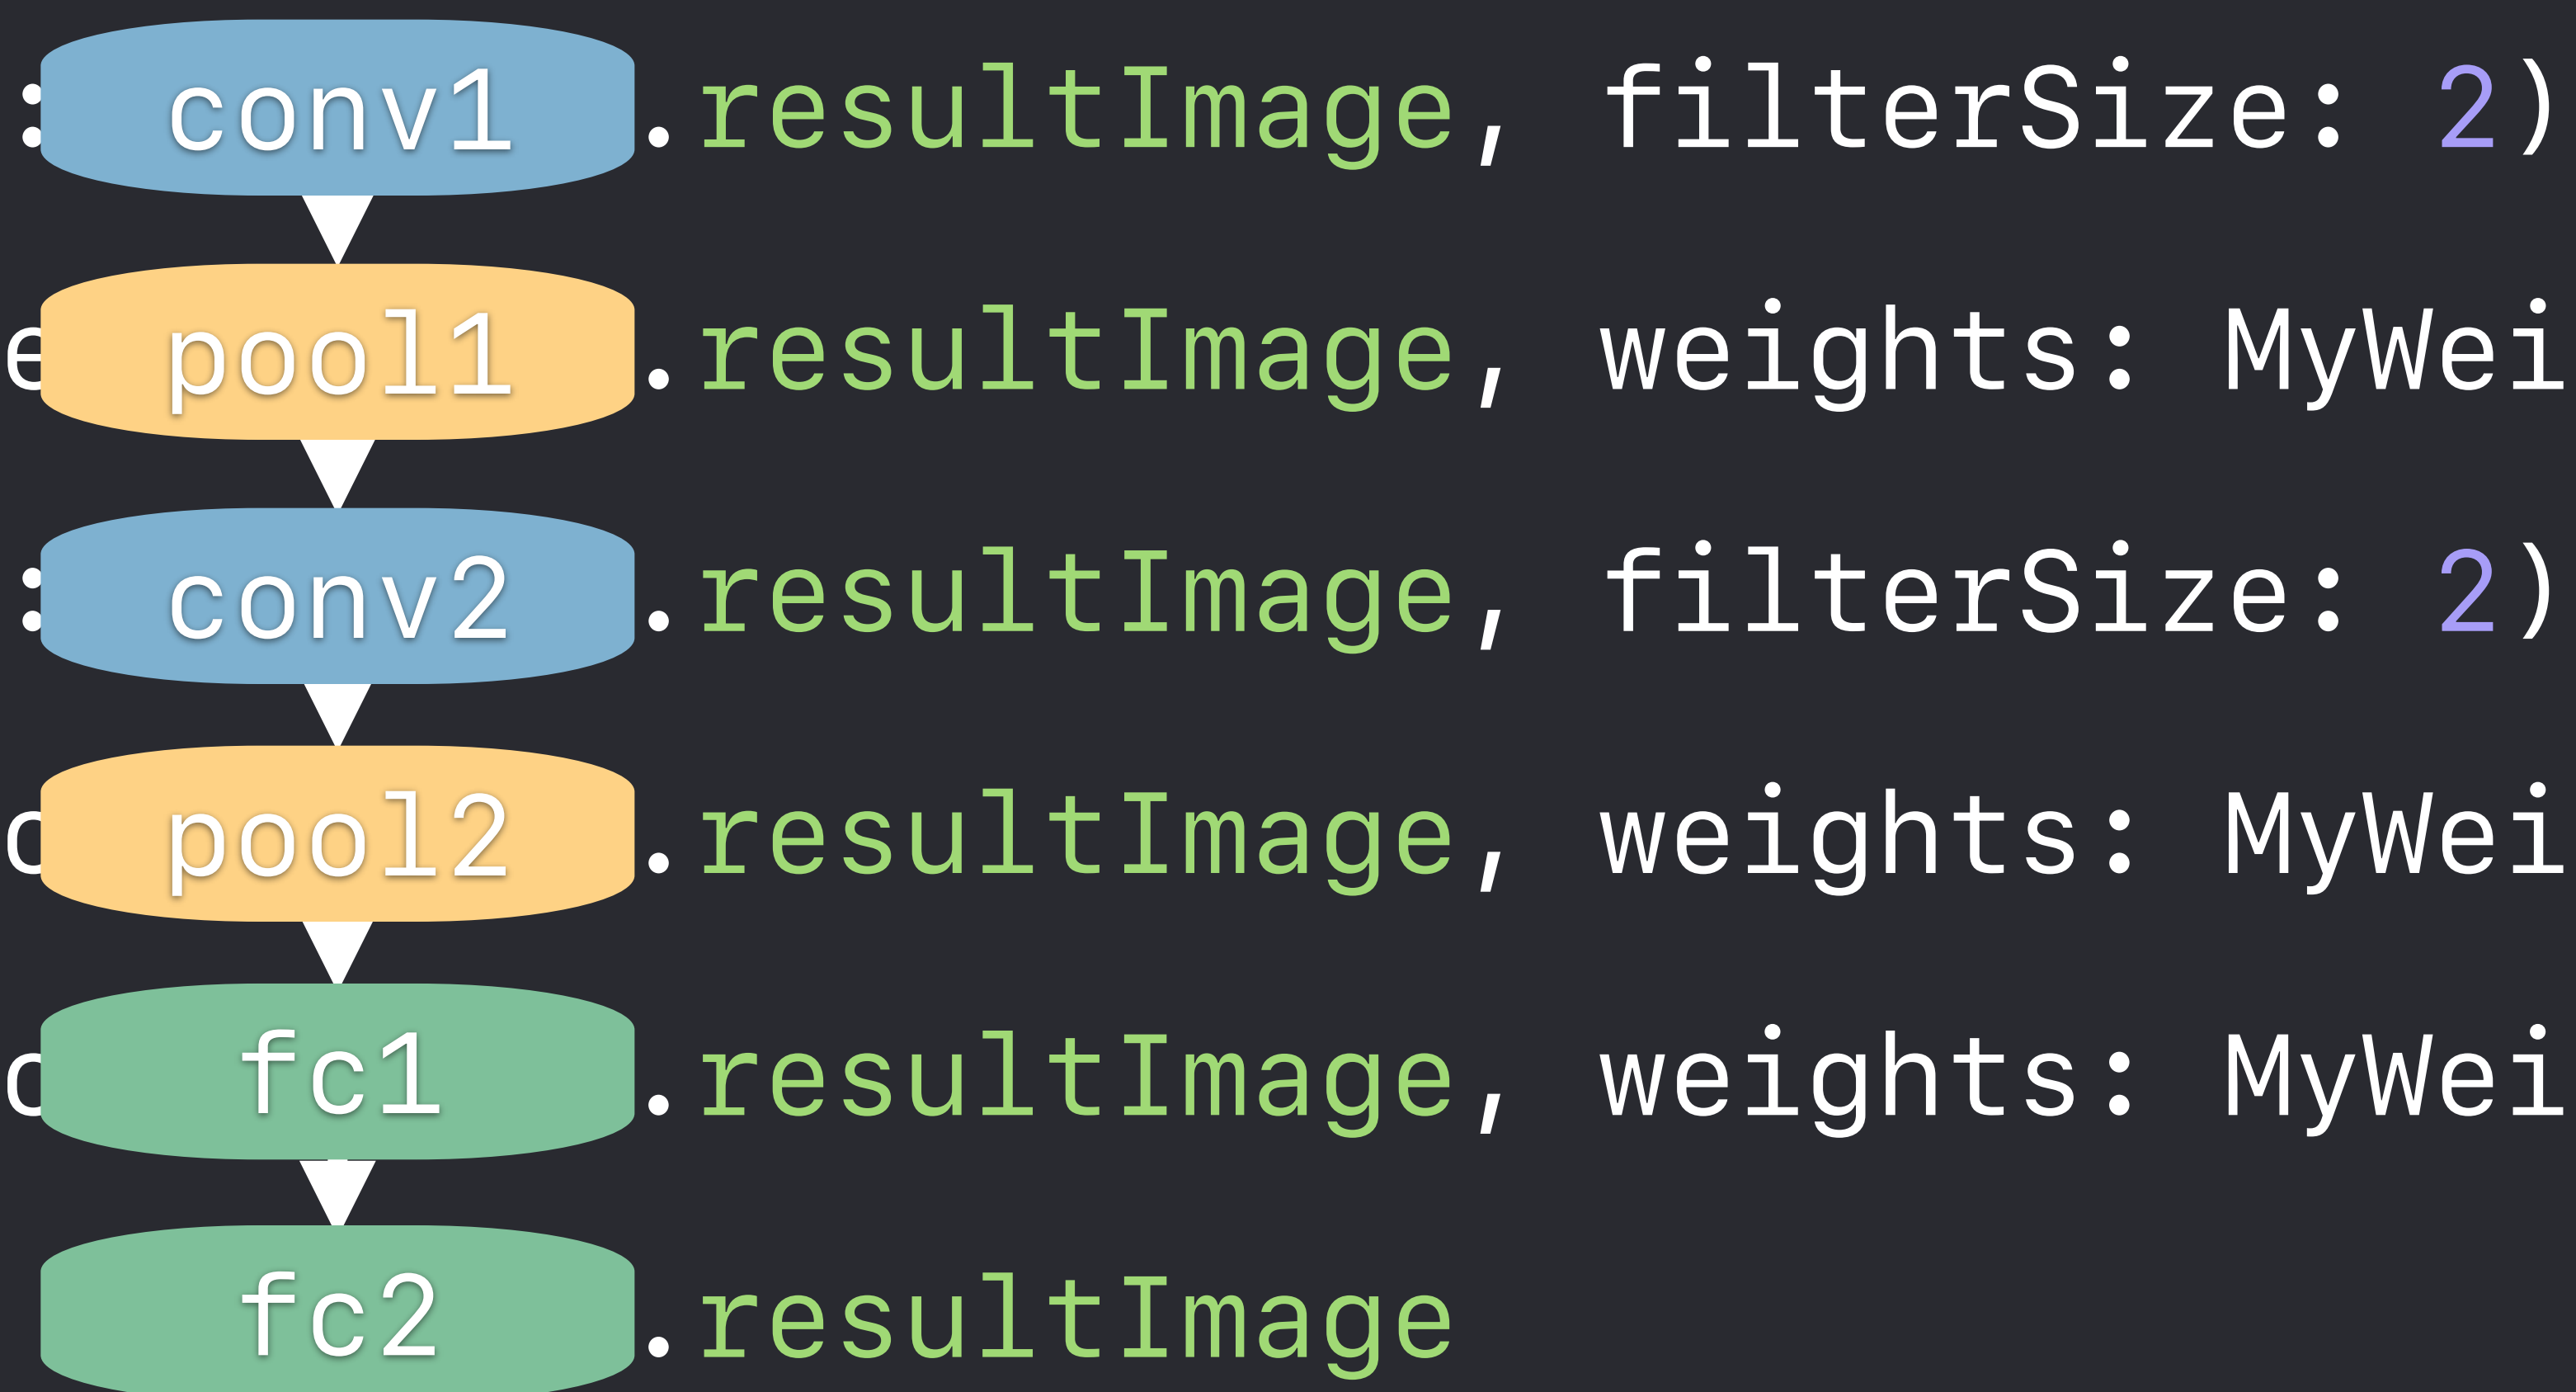 : conv1.resultImage, filterSize: 2)
pool1.resultImage, weights: MyWei
: conv2.resultImage, filterSize: 2)
pool2.resultImage, weights: MyWei
fc1.resultImage, weights: MyWei
fc2.resultImage